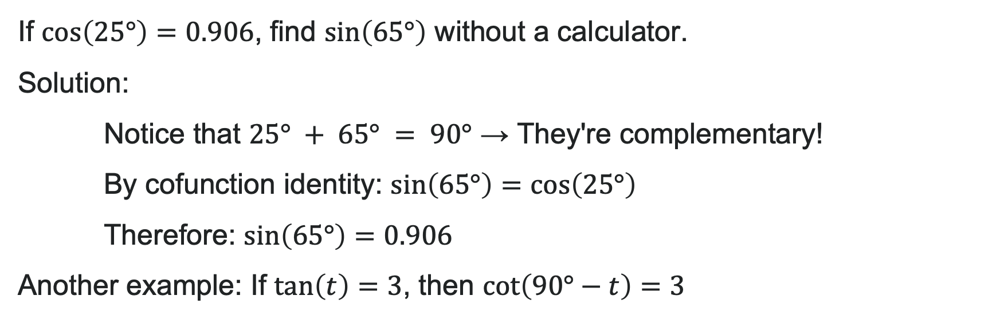 If cos(25°) = 0.906, find sin(65°) without a calculator.
Solution:
Notice that 25° + 65° = 90° → They're complementary!
By cofunction identity: sin(65°) = cos(25°)
Therefore: sin(65°) = 0.906
Another example: If tan(t) = 3, then cot(90° − t) = 3